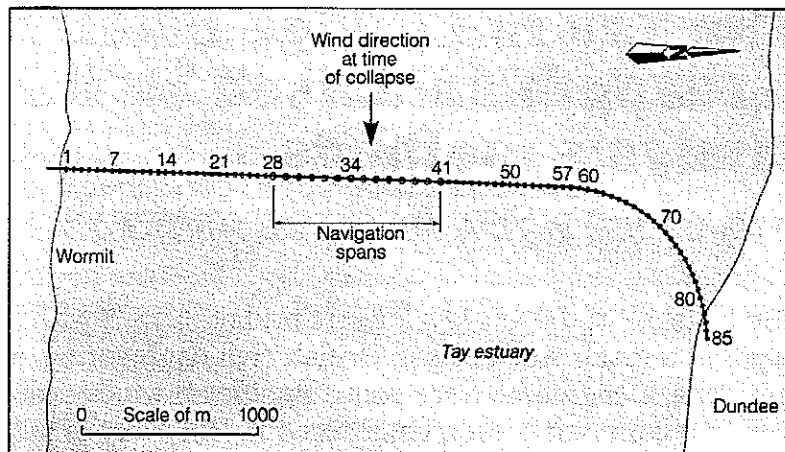 Wind direction
at time
of collapse
N
1 7 14 21 28 34 41 50 57 60
70
80
85
Navigation
spans
Wormit
Tay estuary
0 Scale of m 1000
Dundee